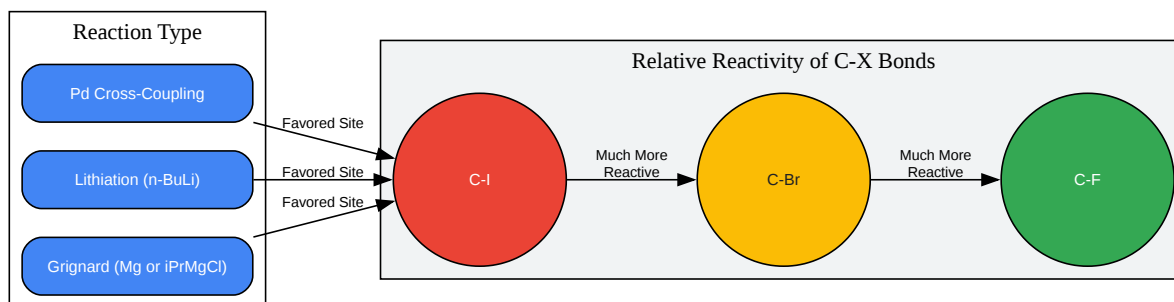 Reaction Type
Pd Cross-Coupling
Lithiation (n-BuLi)
Grignard (Mg or iPrMgCl)
Favored Site
Favored Site
Favored Site
Relative Reactivity of C-X Bonds
C-I
Much More
Reactive
C-Br
Much More
Reactive
C-F